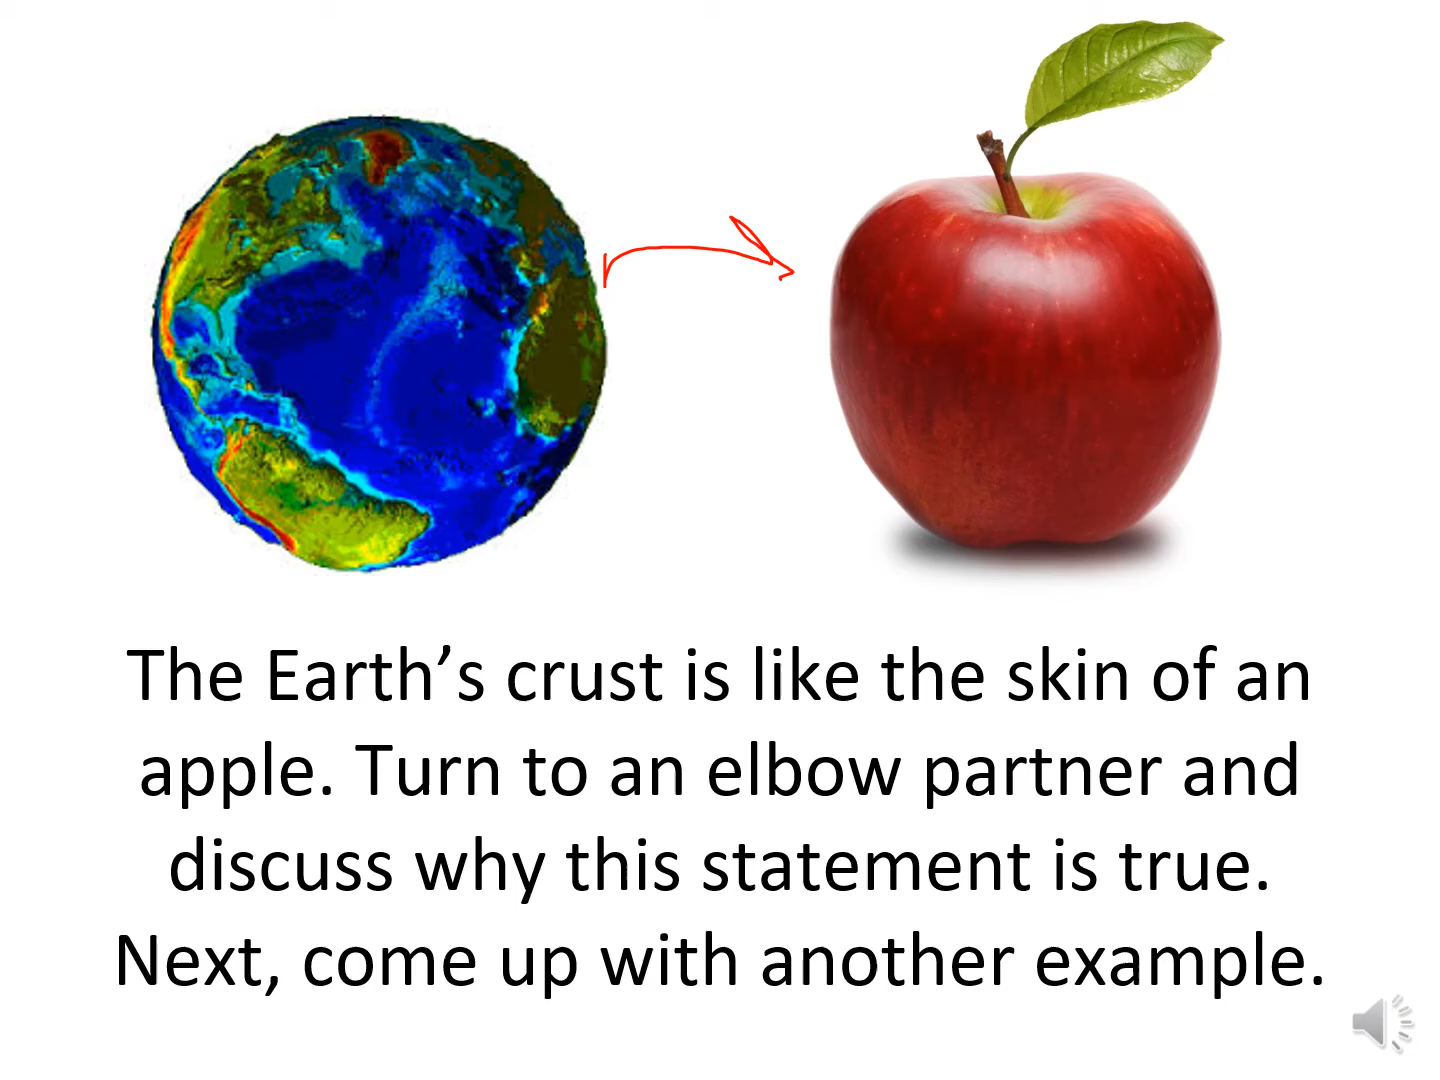 The Earth’s crust is like the skin of an
apple. Turn to an elbow partner and
discuss why this statement is true.
Next, come up with another example.